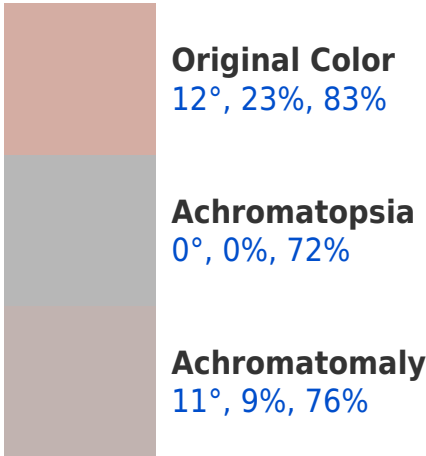 Original Color
12°, 23%, 83%
Achromatopsia
0°, 0%, 72%
Achromatomaly
11°, 9%, 76%